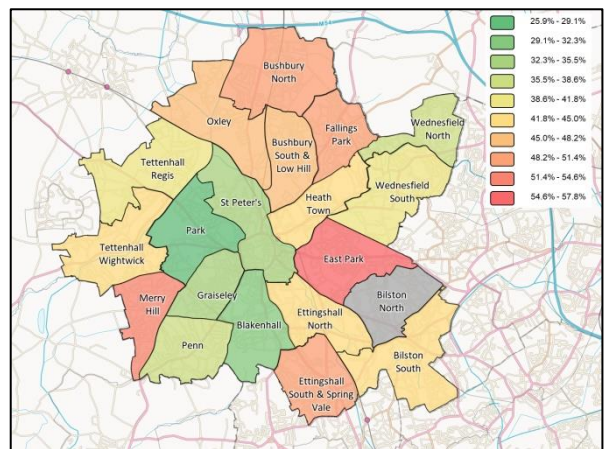 Bushbury
North
Oxley
Bushbury
South &
Low Hill
Fallings
Park
Wednesfield
North
Tettenhall
Regis
St Peter's
Heath
Town
Wednesfield
South
Park
Tettenhall
Wightwick
East Park
Merry
Hill
Graiseley
Bilston
North
Ettingshall
North
Blakenhall
Penn
Bilston
South
Ettingshall
South & Spring
Vale
25.9% - 29.1%
29.1% - 32.3%
32.3% - 35.5%
35.5% - 38.6%
38.6% - 41.8%
41.8% - 45.0%
45.0% - 48.2%
48.2% - 51.4%
51.4% - 54.6%
54.6% - 57.8%